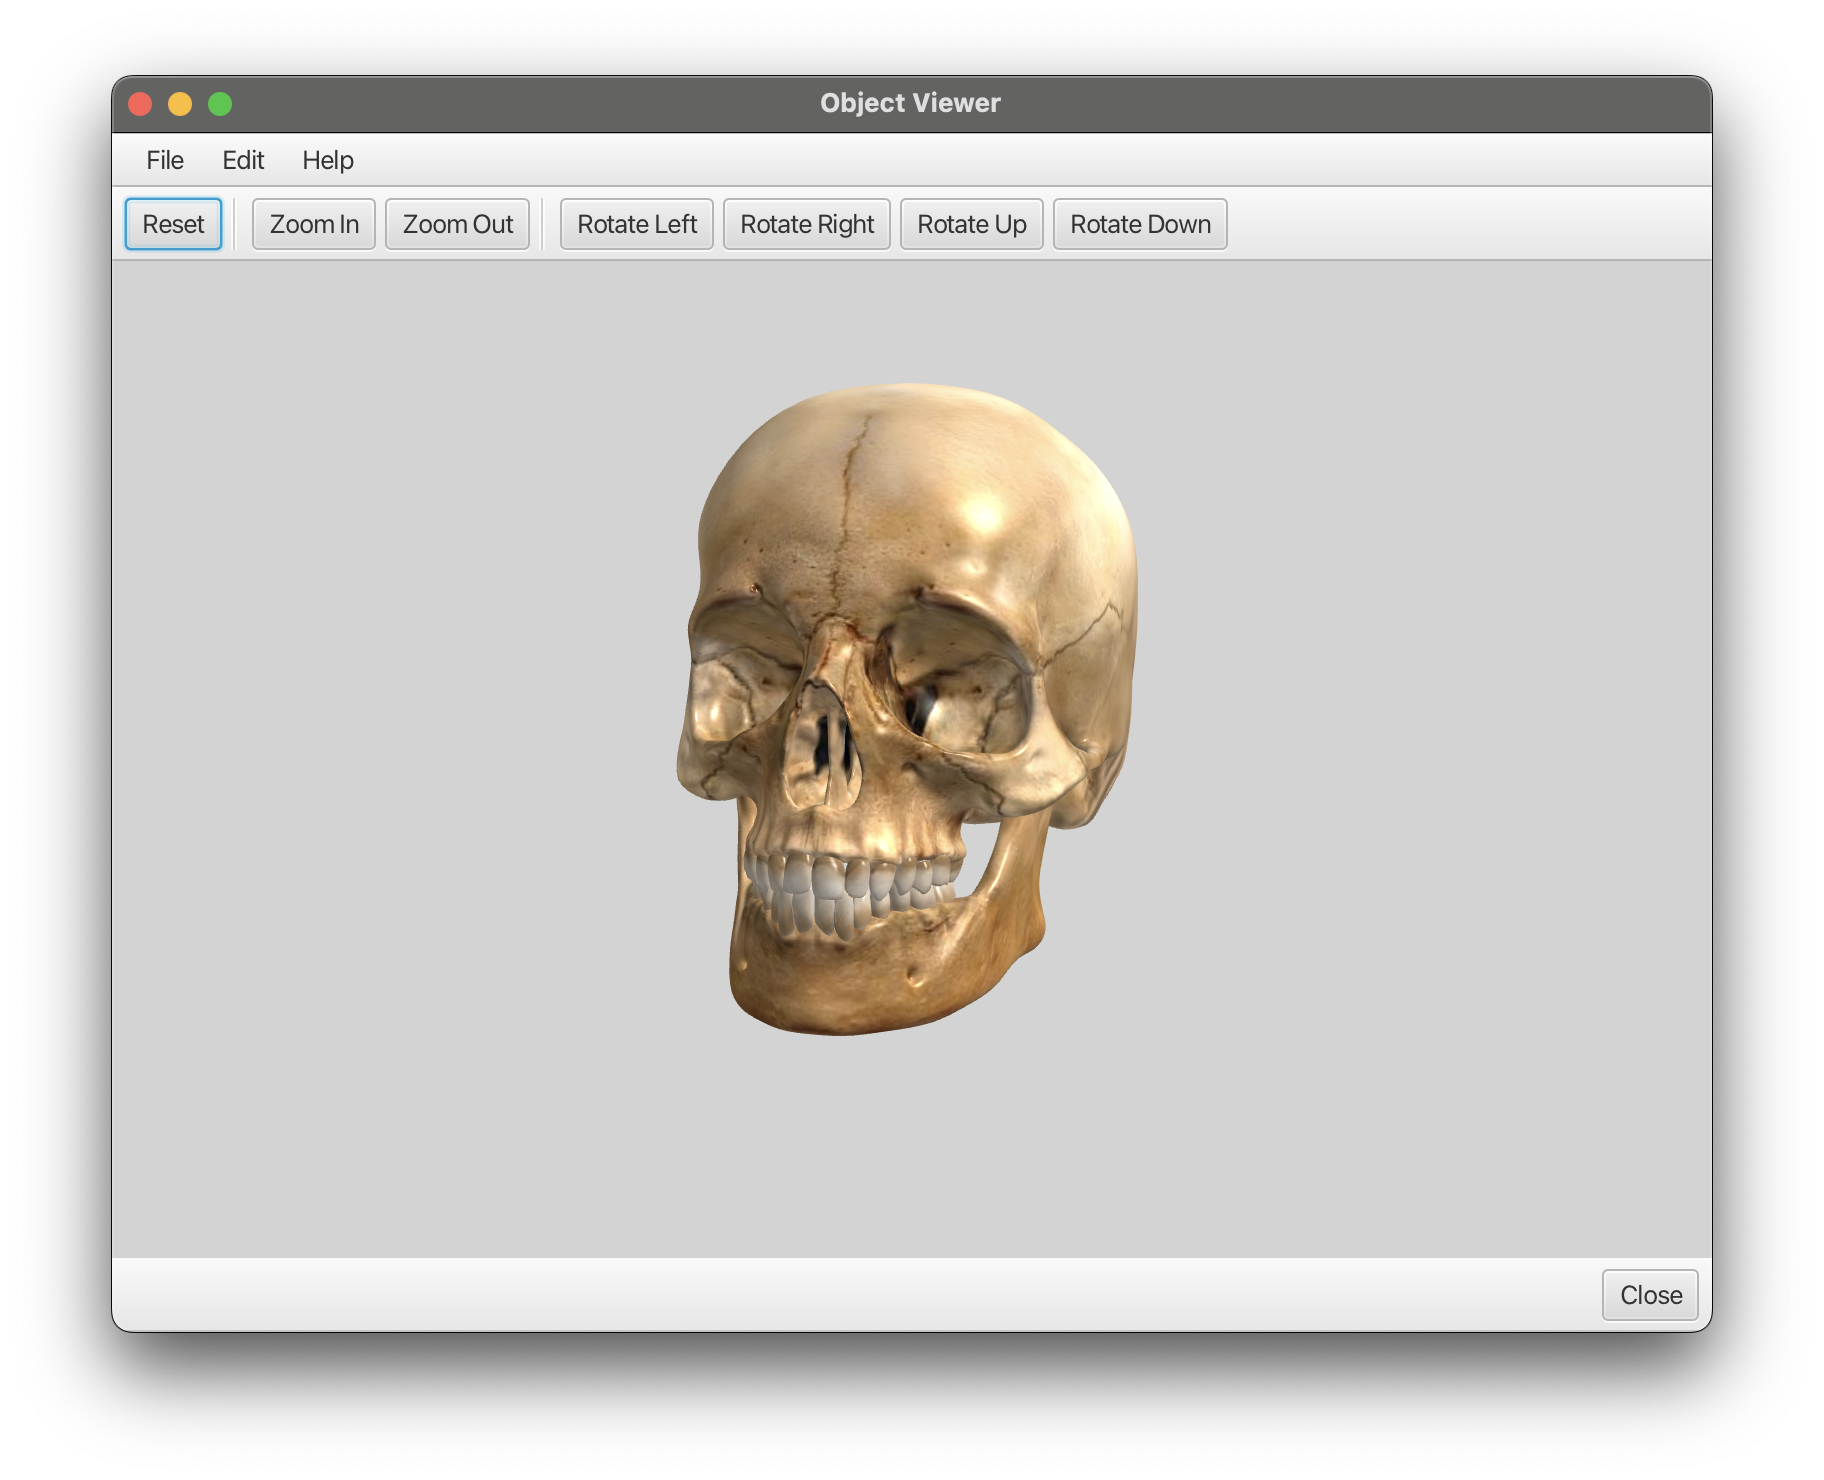 Object Viewer
File Edit Help
Reset Zoom In Zoom Out Rotate Left Rotate Right Rotate Up Rotate Down
Close